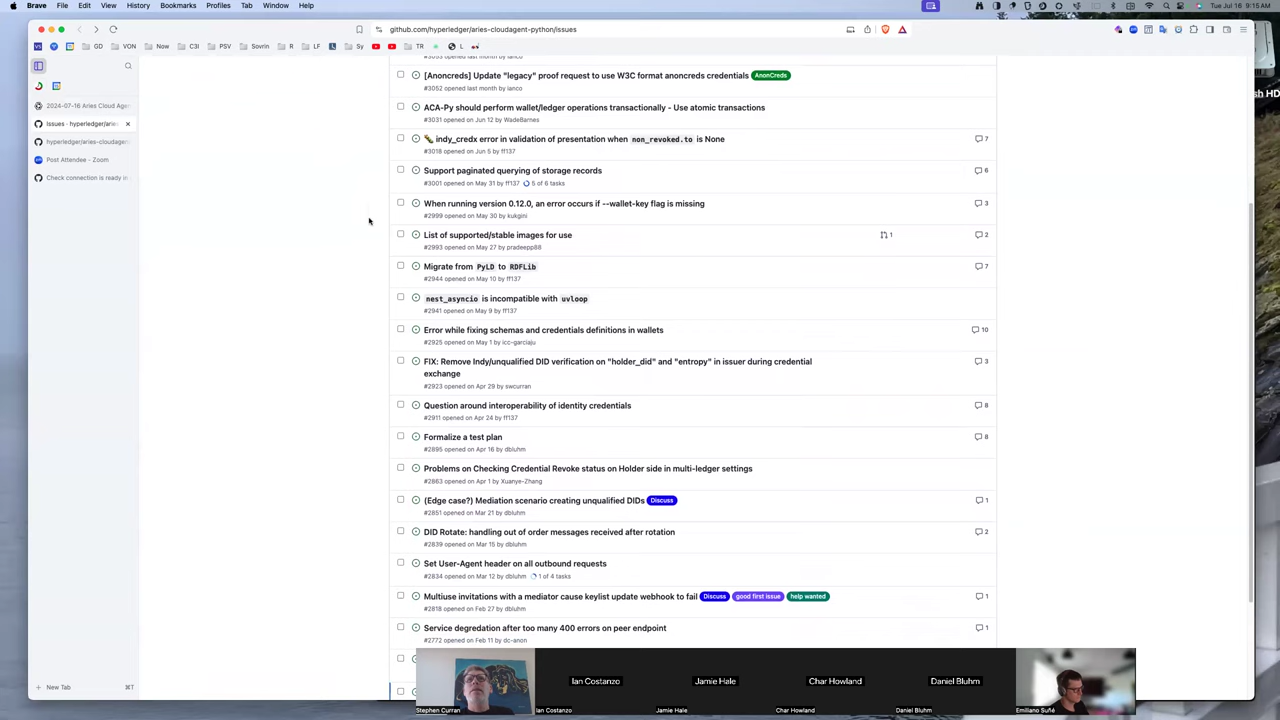 Brave File Edit View History Bookmarks Profiles Tab Window Help
Tue Jul 16 9:15 AM
github.com/hyperledger/aries-cloudagent-python/issues
GD VON Now C3I PSV Sovrin R LF Sy TR L
2024-07-16 Aries Cloud Age
Issues · hyperledger/aries-
hyperledger/aries-cloudagent
Post Attendee - Zoom
Check connection is ready in
#3053 opened last month by ianco
[Anoncreds] Update "legacy" proof request to use W3C format anoncreds credentials AnonCreds
#3052 opened last month by ianco
ACA-Py should perform wallet/ledger operations transactionally - Use atomic transactions
#3031 opened on Jun 12 by WadeBarnes
indy_credx error in validation of presentation when non_revoked.to is None 7
#3018 opened on Jun 5 by ff137
Support paginated querying of storage records 6
#3001 opened on May 31 by ff137 5 of 6 tasks
When running version 0.12.0, an error occurs if --wallet-key flag is missing 3
#2999 opened on May 30 by kukgini
List of supported/stable images for use 1 2
#2993 opened on May 27 by pradeepp88
Migrate from PyLD to RDFLib 7
#2944 opened on May 10 by ff137
nest_asyncio is incompatible with uvloop
#2941 opened on May 9 by ff137
Error while fixing schemas and credentials definitions in wallets 10
#2925 opened on May 1 by icc-garciaju
FIX: Remove Indy/unqualified DID verification on "holder_did" and "entropy" in issuer during credential 3
exchange
#2923 opened on Apr 29 by swcurran
Question around interoperability of identity credentials 8
#2911 opened on Apr 24 by ff137
Formalize a test plan 8
#2895 opened on Apr 16 by dbluhm
Problems on Checking Credential Revoke status on Holder side in multi-ledger settings
#2863 opened on Apr 1 by Xuanye-Zhang
(Edge case?) Mediation scenario creating unqualified DIDs Discuss 1
#2851 opened on Mar 21 by dbluhm
DID Rotate: handling out of order messages received after rotation 2
#2839 opened on Mar 15 by dbluhm
Set User-Agent header on all outbound requests
#2834 opened on Mar 12 by dbluhm 1 of 4 tasks
Multiuse invitations with a mediator cause keylist update webhook to fail Discuss good first issue help wanted 1
#2818 opened on Feb 27 by dbluhm
Service degredation after too many 400 errors on peer endpoint 1
#2772 opened on Feb 11 by dc-anon
New Tab ⌘T
Ian Costanzo Jamie Hale Char Howland Daniel Bluhm
Stephen Curran Ian Costanzo Jamie Hale Char Howland Daniel Bluhm Emiliano Suñé